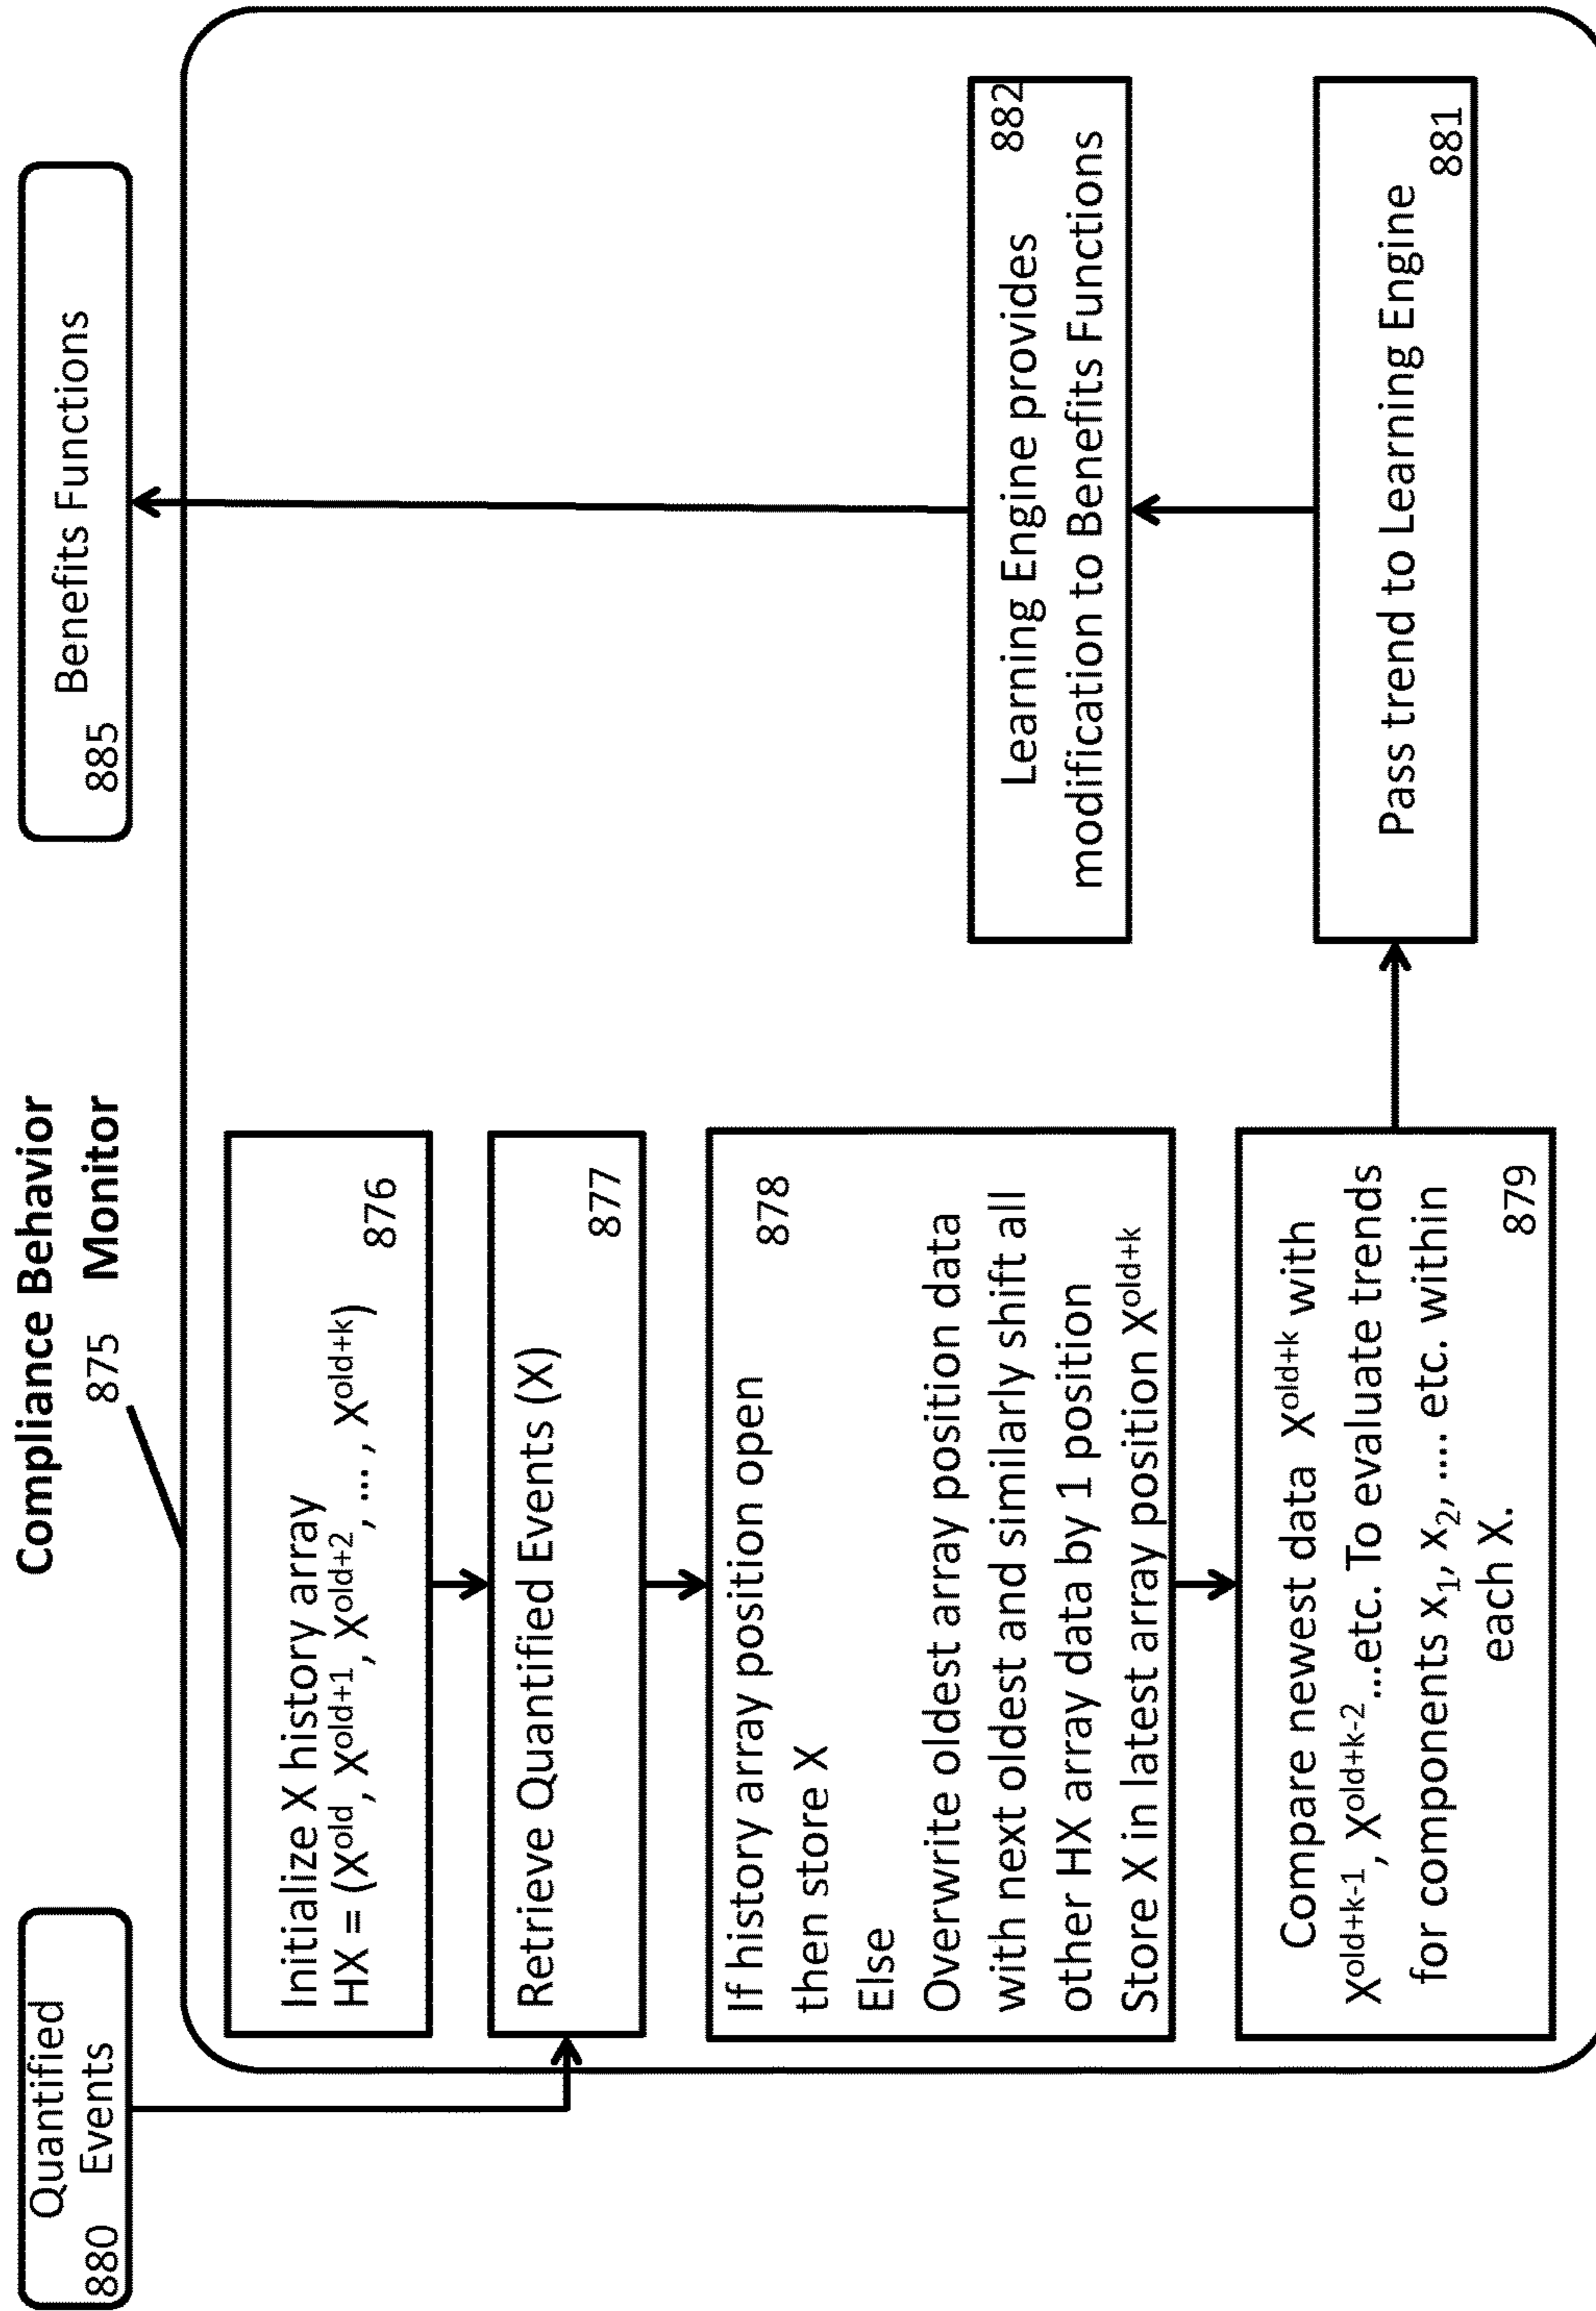 Quantified
880 Events
Compliance Behavior
875 Monitor
Benefits Functions
885
Initialize X history array
HX = (X^old, X^old+1, X^old+2, ..., X^old+k)
876
Retrieve Quantified Events (X)
877
If history array position open
878
then store X
Else
Overwrite oldest array position data
with next oldest and similarly shift all
other HX array data by 1 position
Store X in latest array position X^old+k
Compare newest data X^old+k with
X^old+k-1, X^old+k-2...etc. To evaluate trends
for components x₁, x₂, .... etc. within
each X.
879
Learning Engine provides
882
modification to Benefits Functions
Pass trend to Learning Engine
881